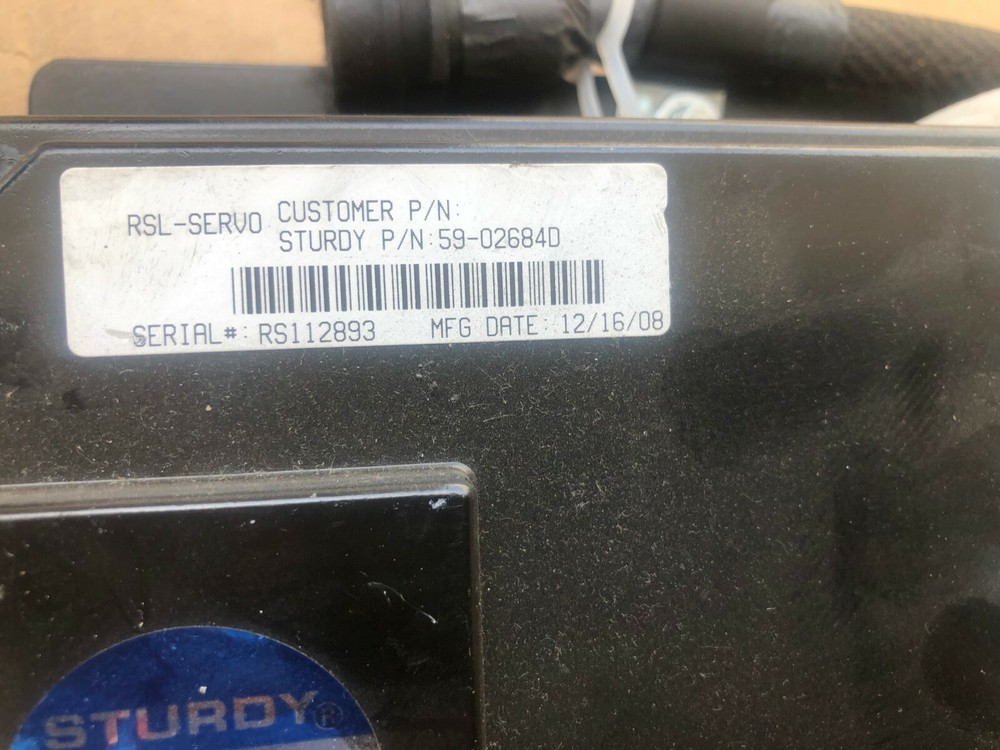 RSL-SERVO CUSTOMER P/N:
STURDY P/N:59-02684D
SERIAL#: RS112893 MFG DATE: 12/16/08
STURDY®